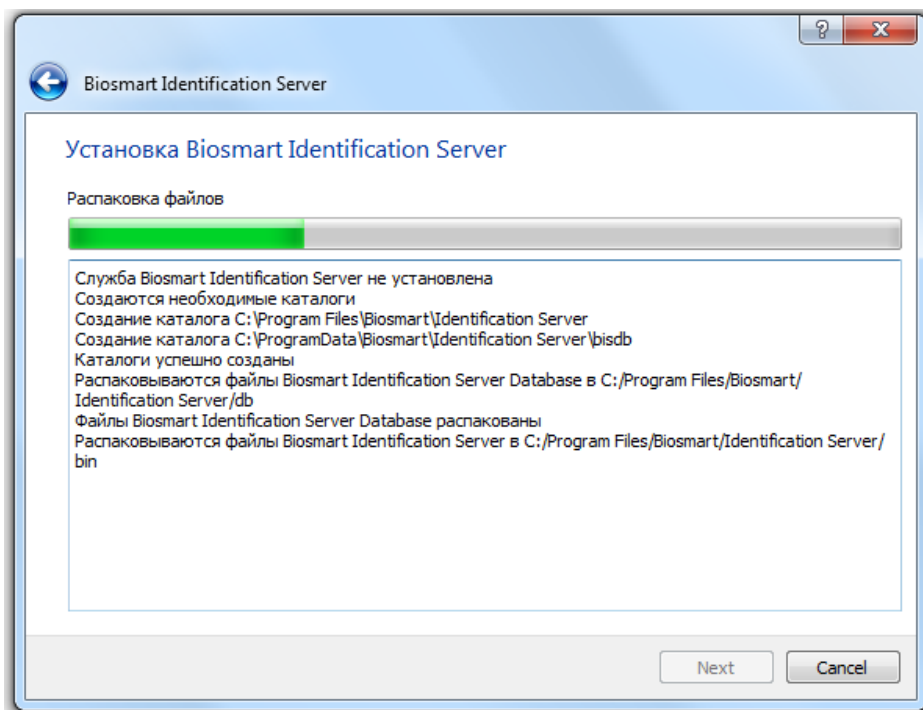 ?
X
Biosmart Identification Server
Установка Biosmart Identification Server
Распаковка файлов
Служба Biosmart Identification Server не установлена
Создаются необходимые каталоги
Создание каталога C:\Program Files\Biosmart\Identification Server
Создание каталога C:\ProgramData\Biosmart\Identification Server\bisdb
Каталоги успешно созданы
Распаковываются файлы Biosmart Identification Server Database в C:/Program Files/Biosmart/
Identification Server/db
Файлы Biosmart Identification Server Database распакованы
Распаковываются файлы Biosmart Identification Server в C:/Program Files/Biosmart/Identification Server/
bin
Next
Cancel